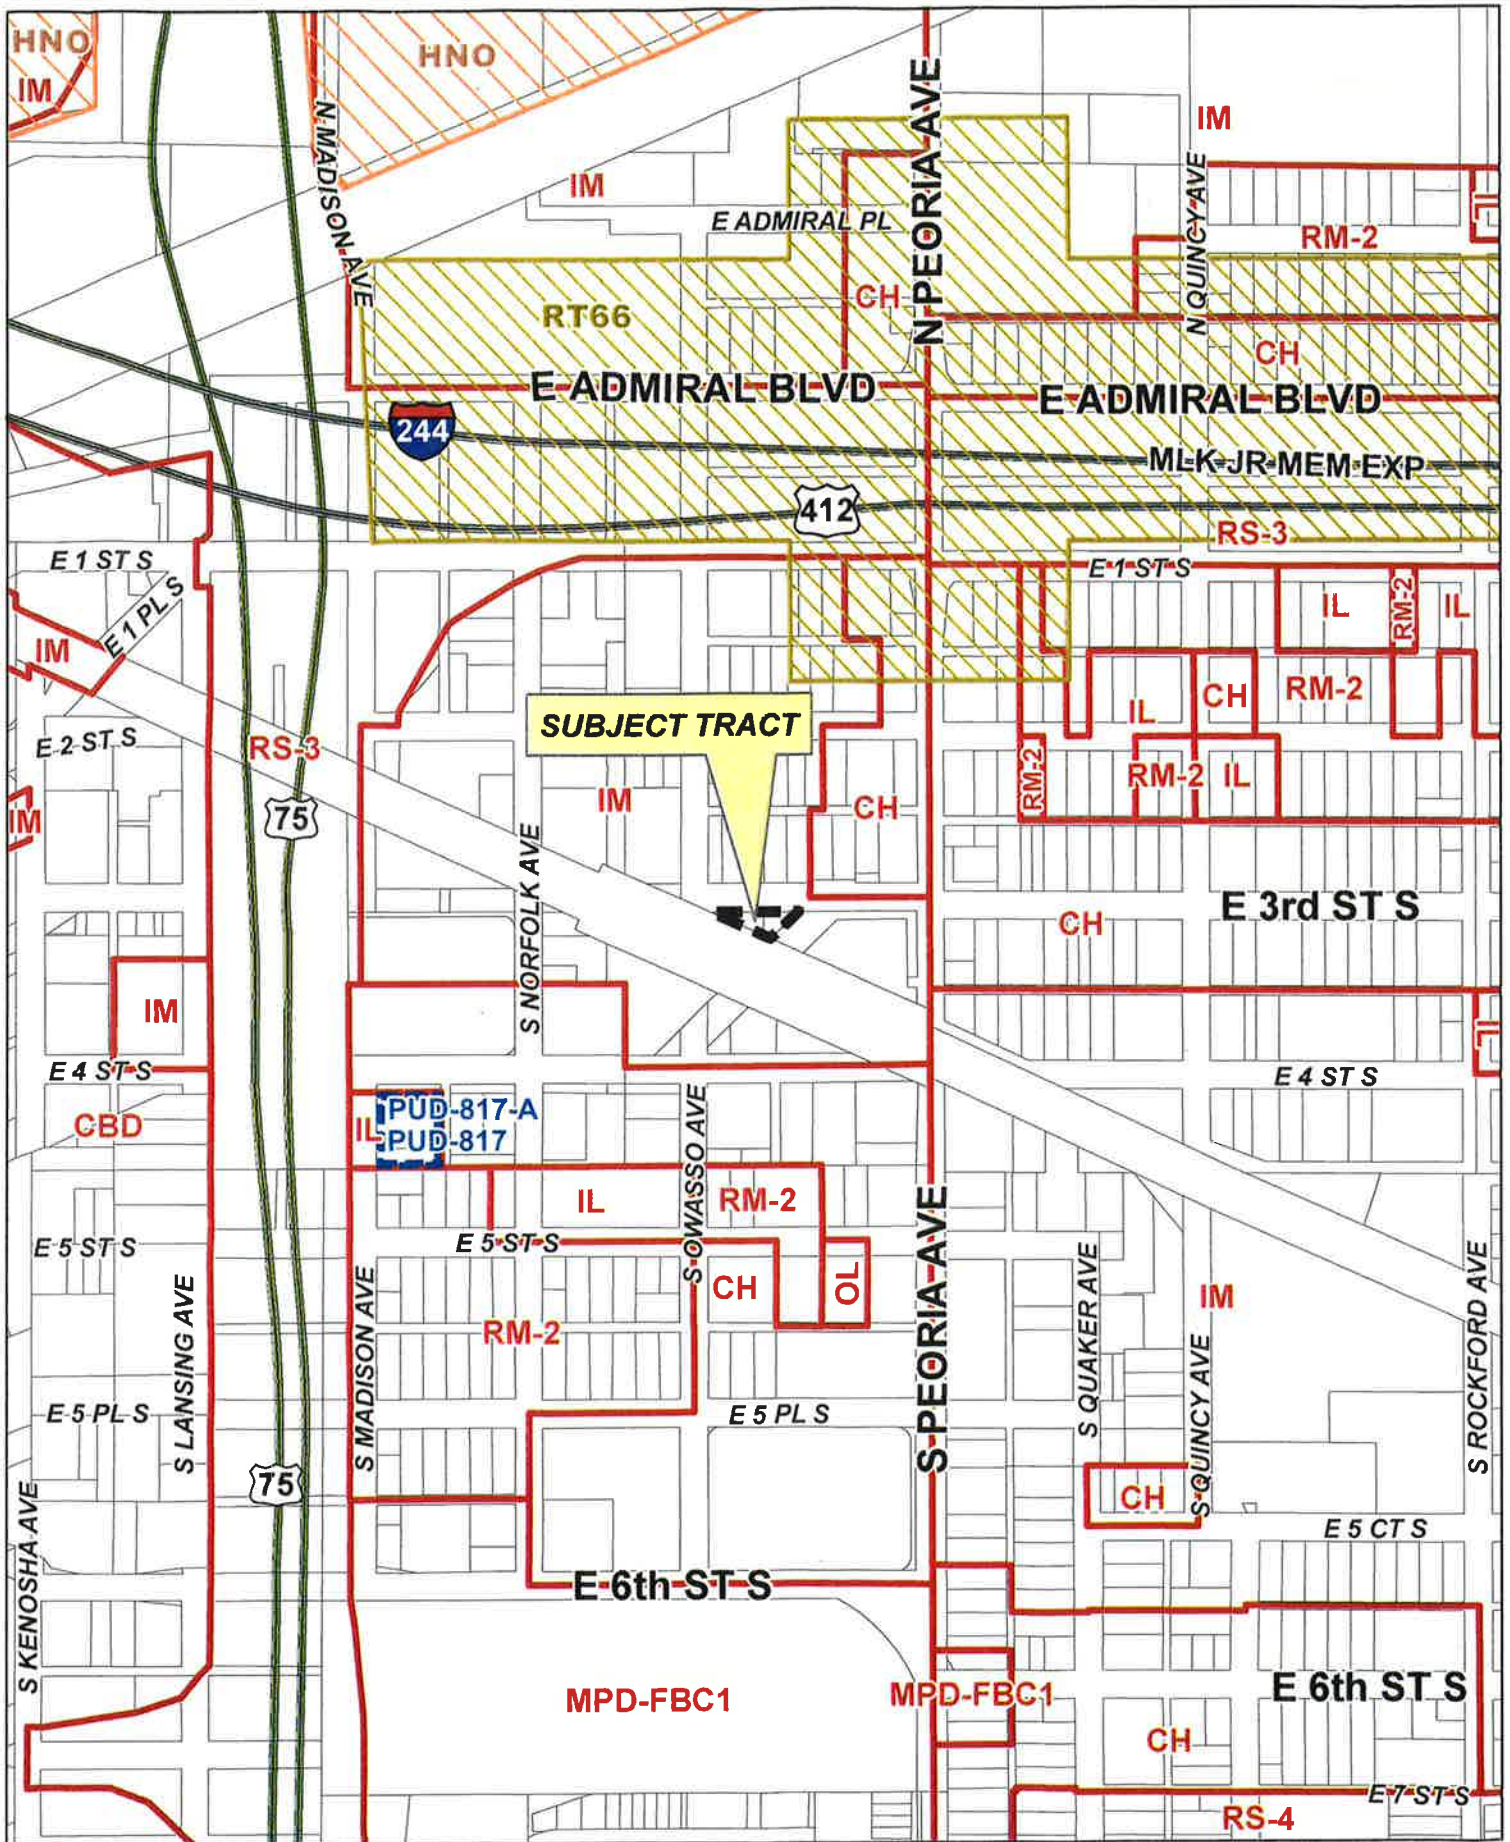 HNO
IM
HNO
N MADISON AVE
IM
N PEORIA AVE
IM
N QUINCY AVE
IL
E ADMIRAL PL
RM-2
RT66
CH
CH
E ADMIRAL BLVD
E ADMIRAL BLVD
244
MLK JR MEM EXP
412
RS-3
E 1 ST S
E 1 ST S
E 1 PL S
IM
IL
RM-2
IL
E 2 ST S
RS-3
SUBJECT TRACT
IL
CH
RM-2
RM-2
RM-2
IL
IM
75
IM
CH
S NORFOLK AVE
E 3rd ST S
CH
IM
IL
E 4 ST S
E 4 ST S
CBD
IL
PUD-817-A
PUD-817
S OWASSO AVE
IL
RM-2
E 5 ST S
E 5 ST S
CH
OL
S PEORIA AVE
S LANSING AVE
S MADISON AVE
RM-2
S QUAKER AVE
IM
S QUINCY AVE
S ROCKFORD AVE
E 5 PL S
E 5 PL S
75
CH
S KENOSHA AVE
E 5 CT S
E 6th ST S
MPD-FBC1
MPD-FBC1
E 6th ST S
CH
E 7 ST S
RS-4